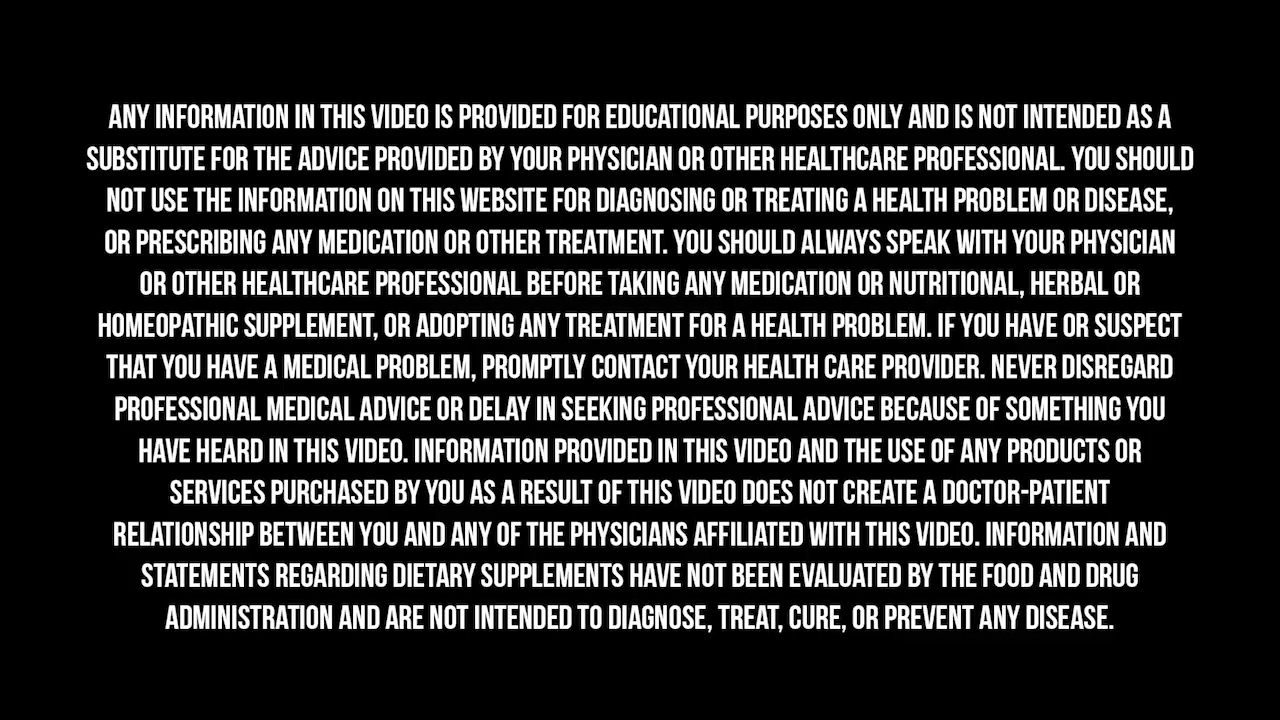 ANY INFORMATION IN THIS VIDEO IS PROVIDED FOR EDUCATIONAL PURPOSES ONLY AND IS NOT INTENDED AS A
SUBSTITUTE FOR THE ADVICE PROVIDED BY YOUR PHYSICIAN OR OTHER HEALTHCARE PROFESSIONAL. YOU SHOULD
NOT USE THE INFORMATION ON THIS WEBSITE FOR DIAGNOSING OR TREATING A HEALTH PROBLEM OR DISEASE,
OR PRESCRIBING ANY MEDICATION OR OTHER TREATMENT. YOU SHOULD ALWAYS SPEAK WITH YOUR PHYSICIAN
OR OTHER HEALTHCARE PROFESSIONAL BEFORE TAKING ANY MEDICATION OR NUTRITIONAL, HERBAL OR
HOMEOPATHIC SUPPLEMENT, OR ADOPTING ANY TREATMENT FOR A HEALTH PROBLEM. IF YOU HAVE OR SUSPECT
THAT YOU HAVE A MEDICAL PROBLEM, PROMPTLY CONTACT YOUR HEALTH CARE PROVIDER. NEVER DISREGARD
PROFESSIONAL MEDICAL ADVICE OR DELAY IN SEEKING PROFESSIONAL ADVICE BECAUSE OF SOMETHING YOU
HAVE HEARD IN THIS VIDEO. INFORMATION PROVIDED IN THIS VIDEO AND THE USE OF ANY PRODUCTS OR
SERVICES PURCHASED BY YOU AS A RESULT OF THIS VIDEO DOES NOT CREATE A DOCTOR-PATIENT
RELATIONSHIP BETWEEN YOU AND ANY OF THE PHYSICIANS AFFILIATED WITH THIS VIDEO. INFORMATION AND
STATEMENTS REGARDING DIETARY SUPPLEMENTS HAVE NOT BEEN EVALUATED BY THE FOOD AND DRUG
ADMINISTRATION AND ARE NOT INTENDED TO DIAGNOSE, TREAT, CURE, OR PREVENT ANY DISEASE.